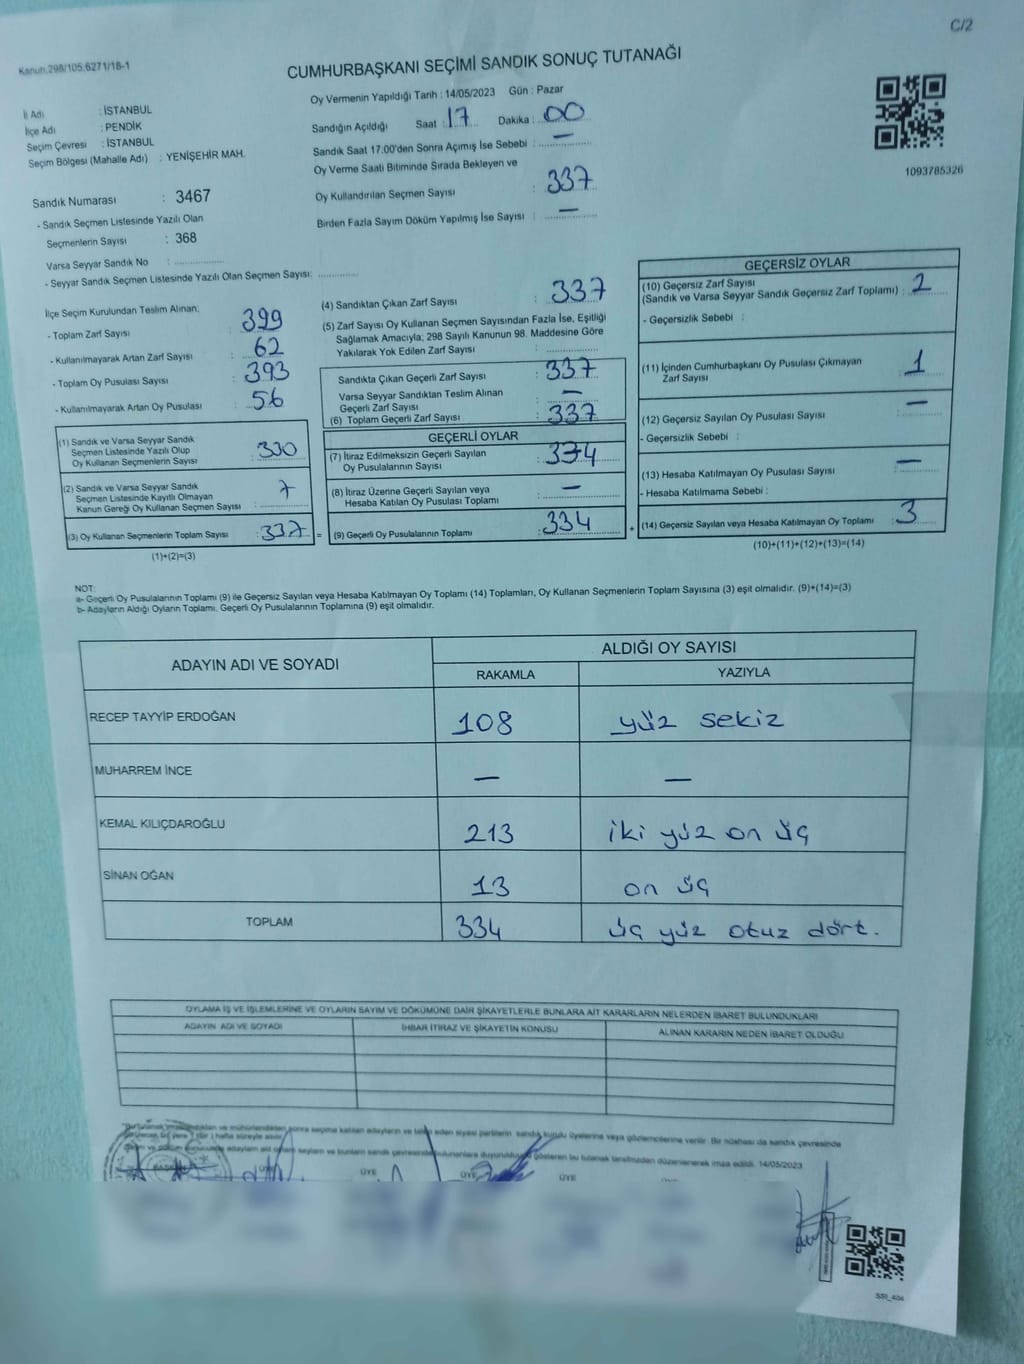 C/2
Kanun.298/105.6271/18-1
CUMHURBAŞKANI SEÇİMİ SANDIK SONUÇ TUTANAĞI
İl Adı : İSTANBUL
İlçe Adı : PENDİK
Seçim Çevresi : İSTANBUL
Seçim Bölgesi (Mahalle Adı) : YENİŞEHİR MAH.
Oy Vermenin Yapıldığı Tarih : 14/05/2023 Gün : Pazar
Sandığın Açıldığı Saat : 17 Dakika : 00
Sandık Saat 17:00'den Sonra Açımış İse Sebebi : —
Oy Verme Saati Bitiminde Sırada Bekleyen ve
Oy Kullandırılan Seçmen Sayısı : 337
Birden Fazla Sayım Döküm Yapılmış İse Sayısı : —
1093785326
Sandık Numarası : 3467
- Sandık Seçmen Listesinde Yazılı Olan
Seçmenlerin Sayısı : 368
Varsa Seyyar Sandık No :
- Seyyar Sandık Seçmen Listesinde Yazılı Olan Seçmen Sayısı:
İlçe Seçim Kurulundan Teslim Alınan;
- Toplam Zarf Sayısı : 399
- Kullanılmayarak Artan Zarf Sayısı : 62
- Toplam Oy Pusulası Sayısı : 393
- Kullanılmayarak Artan Oy Pusulası : 56
(1) Sandık ve Varsa Seyyar Sandık
Seçmen Listesinde Yazılı Olup
Oy Kullanan Seçmenlerin Sayısı : 330
(2) Sandık ve Varsa Seyyar Sandık
Seçmen Listesinde Kayıtlı Olmayan
Kanun Gereği Oy Kullanan Seçmen Sayısı : 7
(3) Oy Kullanan Seçmenlerin Toplam Sayısı : 337 =
(1)+(2)=(3)
(4) Sandıktan Çıkan Zarf Sayısı : 337
(5) Zarf Sayısı Oy Kullanan Seçmen Sayısından Fazla İse, Eşitliği
Sağlamak Amacıyla; 298 Sayılı Kanunun 98. Maddesine Göre
Yakılarak Yok Edilen Zarf Sayısı :
Sandıkta Çıkan Geçerli Zarf Sayısı : 337
Varsa Seyyar Sandıktan Teslim Alınan
Geçerli Zarf Sayısı : —
(6) Toplam Geçerli Zarf Sayısı : 337
GEÇERLİ OYLAR
(7) İtiraz Edilmeksizin Geçerli Sayılan
Oy Pusulalarının Sayısı : 334
(8) İtiraz Üzerine Geçerli Sayılan veya
Hesaba Katılan Oy Pusulası Toplamı : —
(9) Geçerli Oy Pusulalarının Toplamı : 334 +
GEÇERSİZ OYLAR
(10) Geçersiz Zarf Sayısı
(Sandık ve Varsa Seyyar Sandık Geçersiz Zarf Toplamı) : 2
- Geçersizlik Sebebi :
(11) İçinden Cumhurbaşkanı Oy Pusulası Çıkmayan
Zarf Sayısı : 1
(12) Geçersiz Sayılan Oy Pusulası Sayısı : —
- Geçersizlik Sebebi :
(13) Hesaba Katılmayan Oy Pusulası Sayısı : —
- Hesaba Katılmama Sebebi :
(14) Geçersiz Sayılan veya Hesaba Katılmayan Oy Toplamı : 3
(10)+(11)+(12)+(13)=(14)
NOT:
a- Geçerli Oy Pusulalarının Toplamı (9) ile Geçersiz Sayılan veya Hesaba Katılmayan Oy Toplamı (14) Toplamları, Oy Kullanan Seçmenlerin Toplam Sayısına (3) eşit olmalıdır. (9)+(14)=(3)
b- Adayların Aldığı Oyların Toplamı, Geçerli Oy Pusulalarının Toplamına (9) eşit olmalıdır.
ADAYIN ADI VE SOYADI ALDIĞI OY SAYISI
RAKAMLA YAZIYLA
RECEP TAYYİP ERDOĞAN 108 yüz sekiz
MUHARREM İNCE — —
KEMAL KILIÇDAROĞLU 213 iki yüz on üç
SİNAN OĞAN 13 on üç
TOPLAM 334 üç yüz otuz dört.
OYLAMA İŞ VE İŞLEMLERİNE VE OYLARIN SAYIM VE DÖKÜMÜNE DAİR ŞİKAYETLERLE BUNLARA AİT KARARLARIN NELERDEN İBARET BULUNDUKLARI
ADAYIN ADI VE SOYADI İHBAR İTİRAZ VE ŞİKAYETİN KONUSU ALINAN KARARIN NEDEN İBARET OLDUĞU
sonra seçime katılan adayların ve siyasi partilerin sandık kurulu üyelerine veya gözlemcilerine verilir. Bir nüshası da sandık çevresinde
bu tutanak tarafımızdan düzenlenerek imza edildi. 14/05/2023
BAŞKAN ÜYE ÜYE ÜYE ÜYE